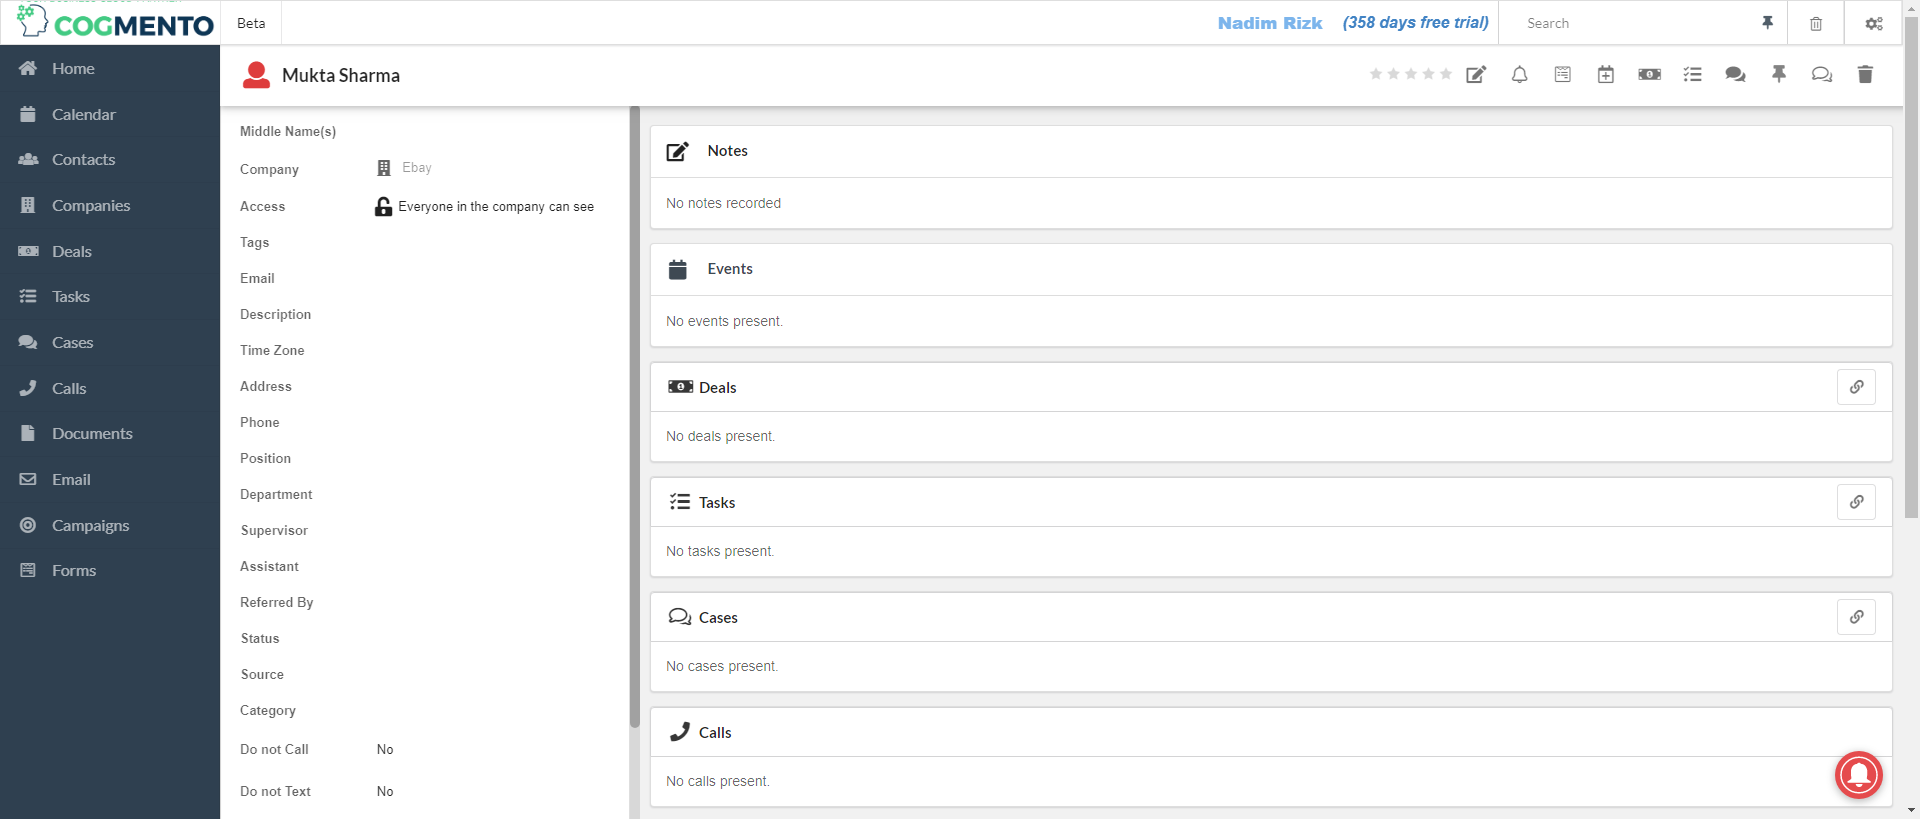 COGMENTO
Beta
Nadim Rizk
(358 days free trial)
Search
Home
Calendar
Contacts
Companies
Deals
Tasks
Cases
Calls
Documents
Email
Campaigns
Forms
Mukta Sharma
Middle Name(s)
Company Ebay
Access Everyone in the company can see
Tags
Email
Description
Time Zone
Address
Phone
Position
Department
Supervisor
Assistant
Referred By
Status
Source
Category
Do not Call No
Do not Text No
Notes
No notes recorded
Events
No events present.
Deals
No deals present.
Tasks
No tasks present.
Cases
No cases present.
Calls
No calls present.